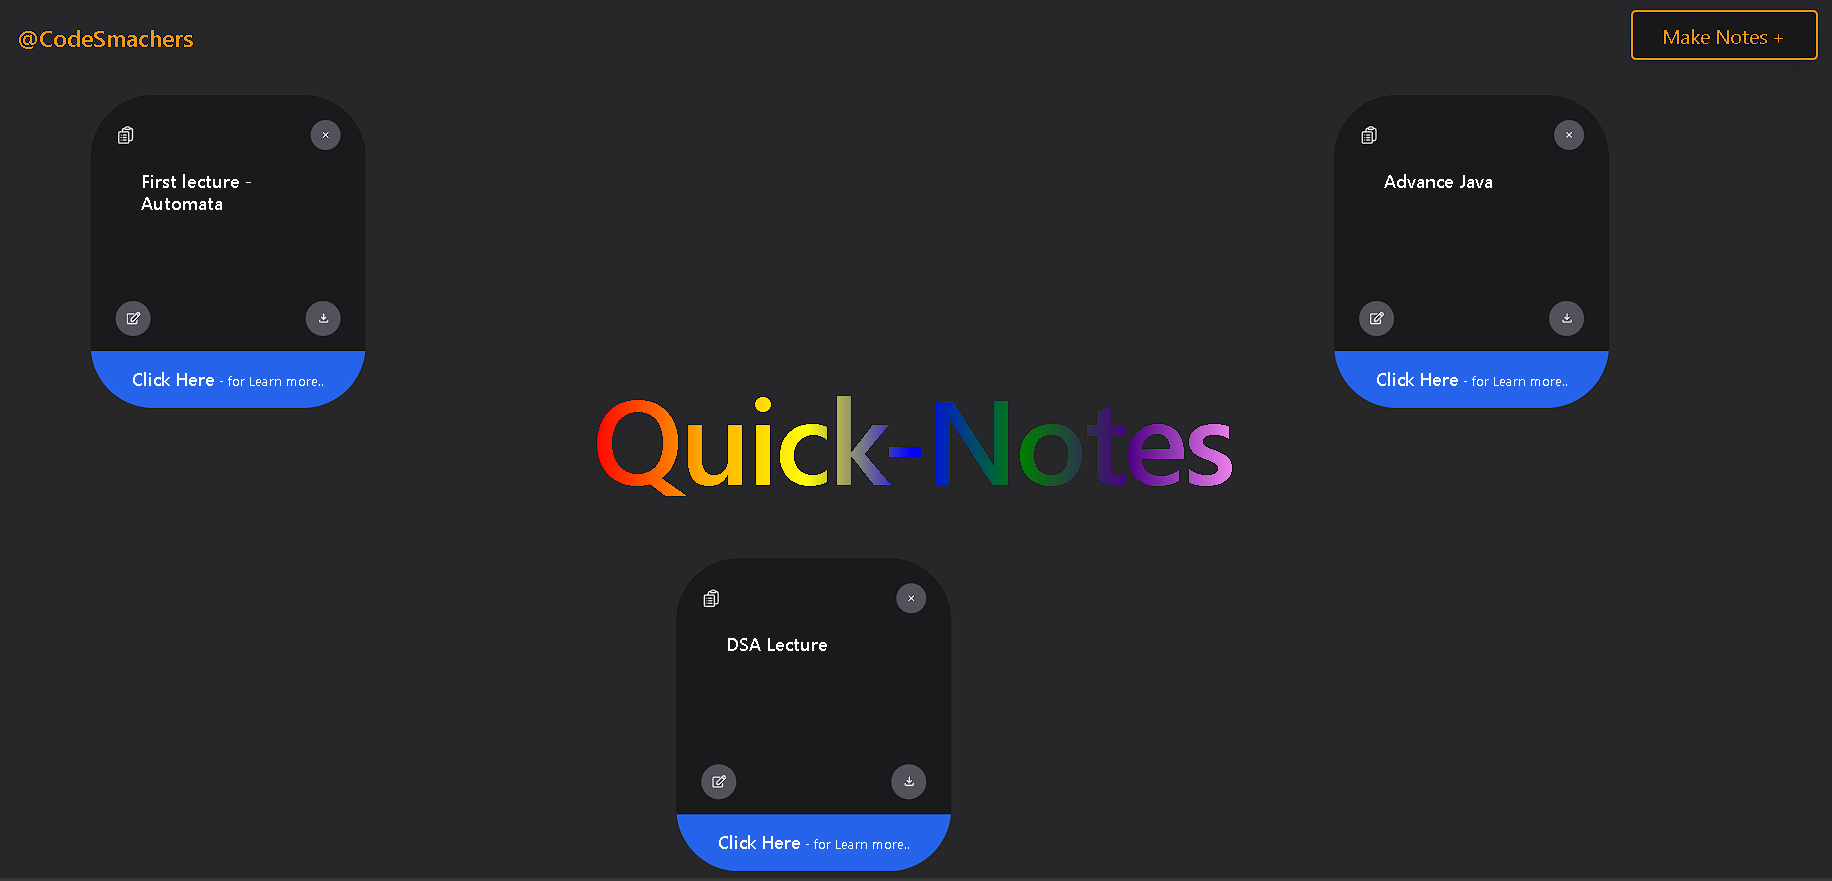 @CodeSmachers
Make Notes +
First lecture -
Automata
Click Here - for Learn more..
Advance Java
Click Here - for Learn more..
Quick-Notes
DSA Lecture
Click Here - for Learn more..